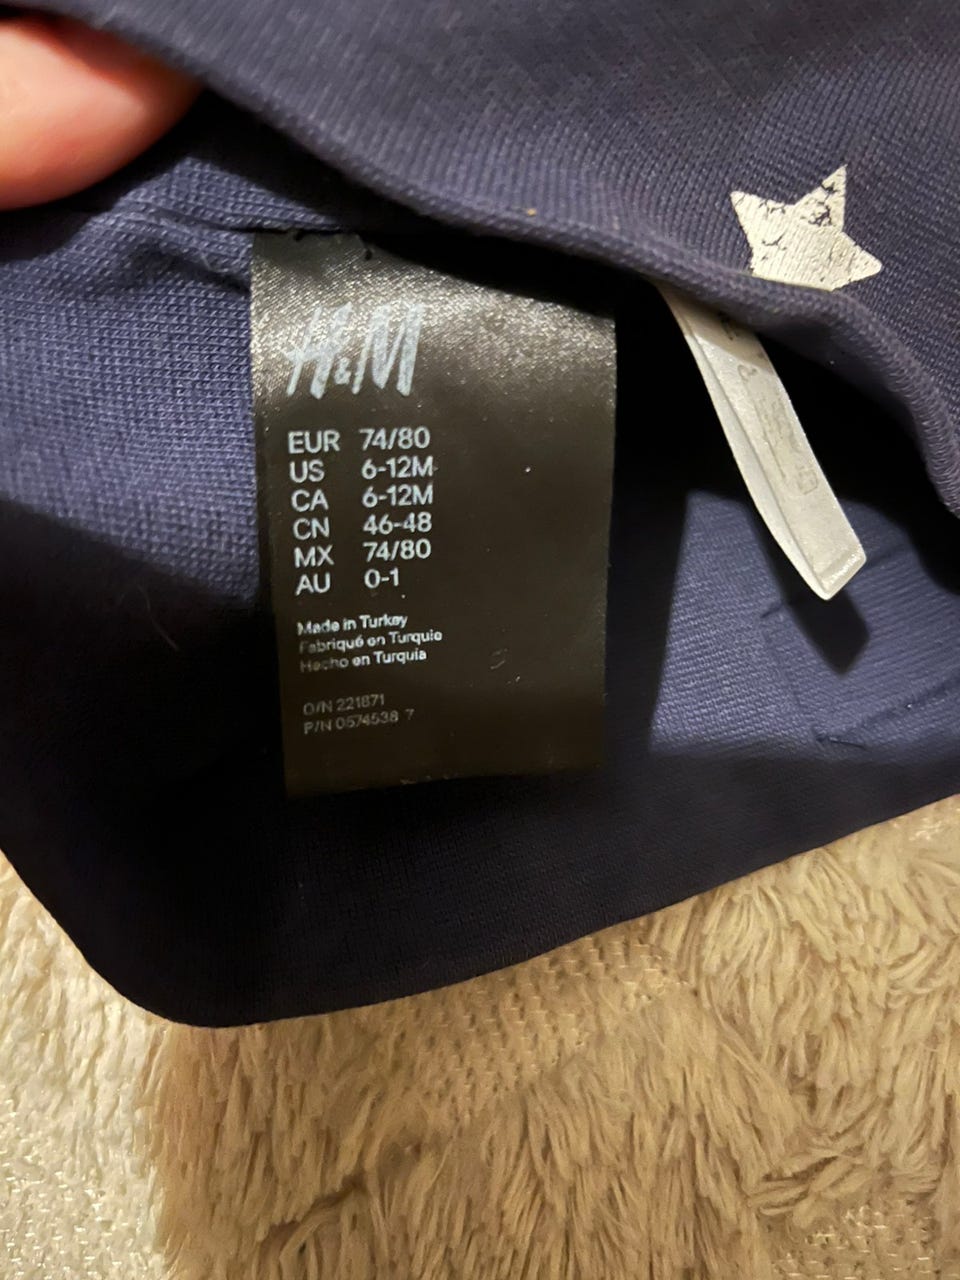 H&M
EUR 74/80
US 6-12M
CA 6-12M
CN 46-48
MX 74/80
AU 0-1
Made in Turkey
Fabriqué en Turquie
Hecho en Turquía
O/N 221871
P/N 0574538 7